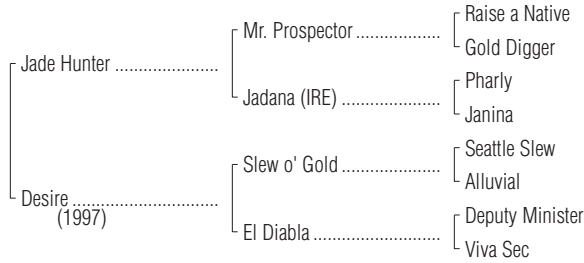 Raise a Native
Mr. Prospector ..................
Gold Digger
Jade Hunter ......................
Pharly
Jadana (IRE) .....................
Janina
Seattle Slew
Slew o' Gold .....................
Alluvial
Desire ...............................
(1997)
Deputy Minister
El Diabla ...........................
Viva Sec